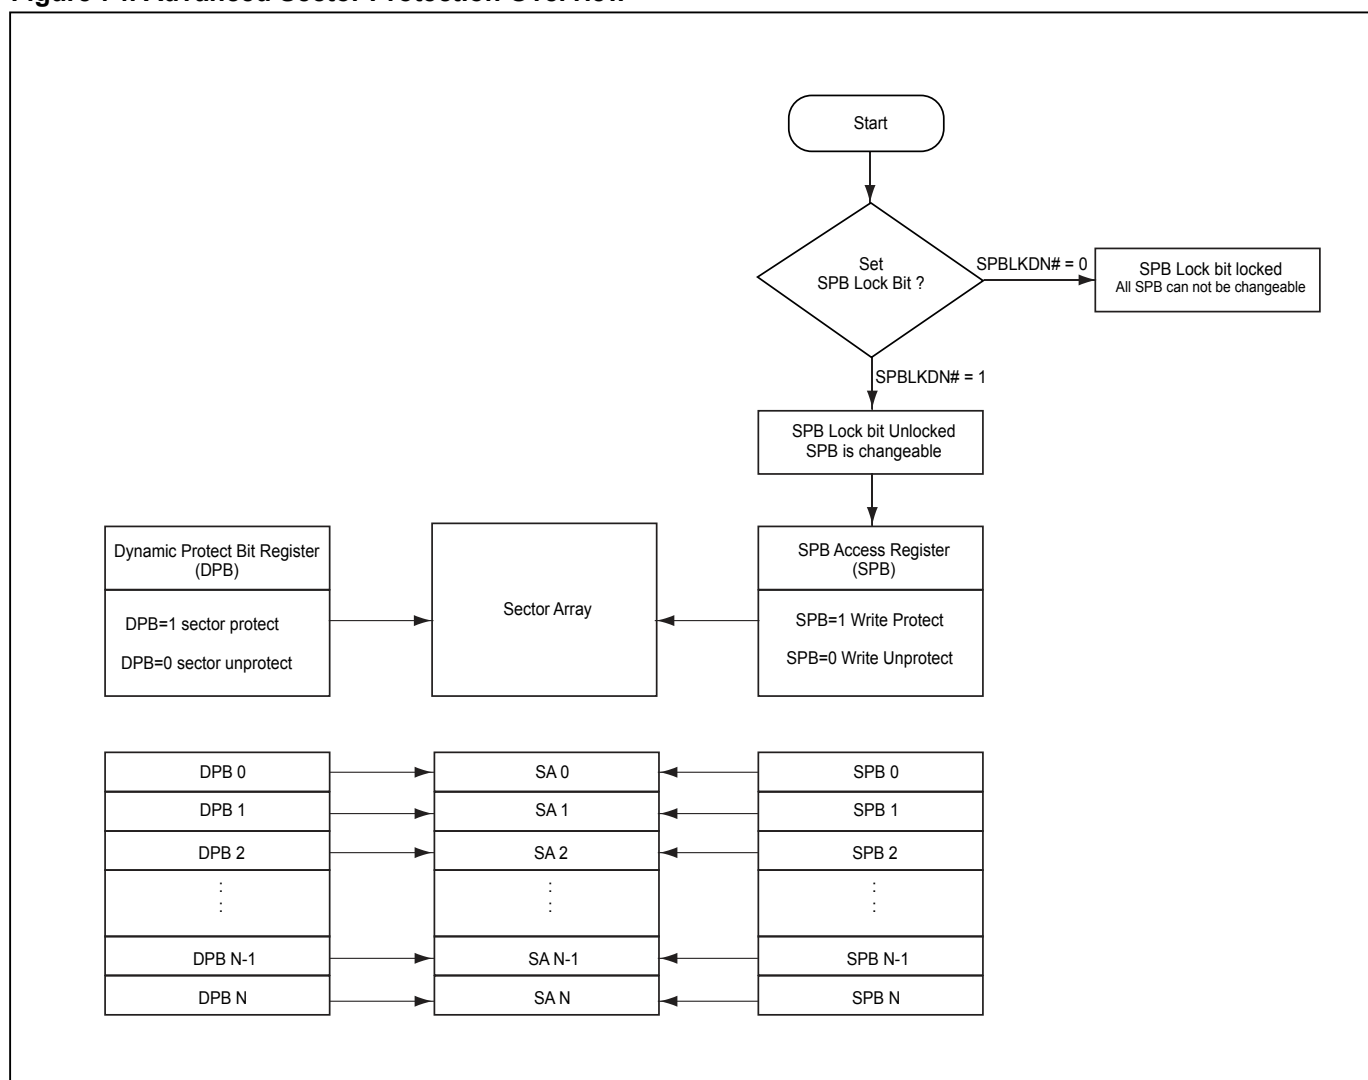 Start
Set
SPB Lock Bit ?
SPBLKDN# = 0
SPB Lock bit locked
All SPB can not be changeable
SPBLKDN# = 1
SPB Lock bit Unlocked
SPB is changeable
Dynamic Protect Bit Register
(DPB)
DPB=1 sector protect
DPB=0 sector unprotect
Sector Array
SPB Access Register
(SPB)
SPB=1 Write Protect
SPB=0 Write Unprotect
DPB 0
SA 0
SPB 0
DPB 1
SA 1
SPB 1
DPB 2
SA 2
SPB 2
DPB N-1
SA N-1
SPB N-1
DPB N
SA N
SPB N